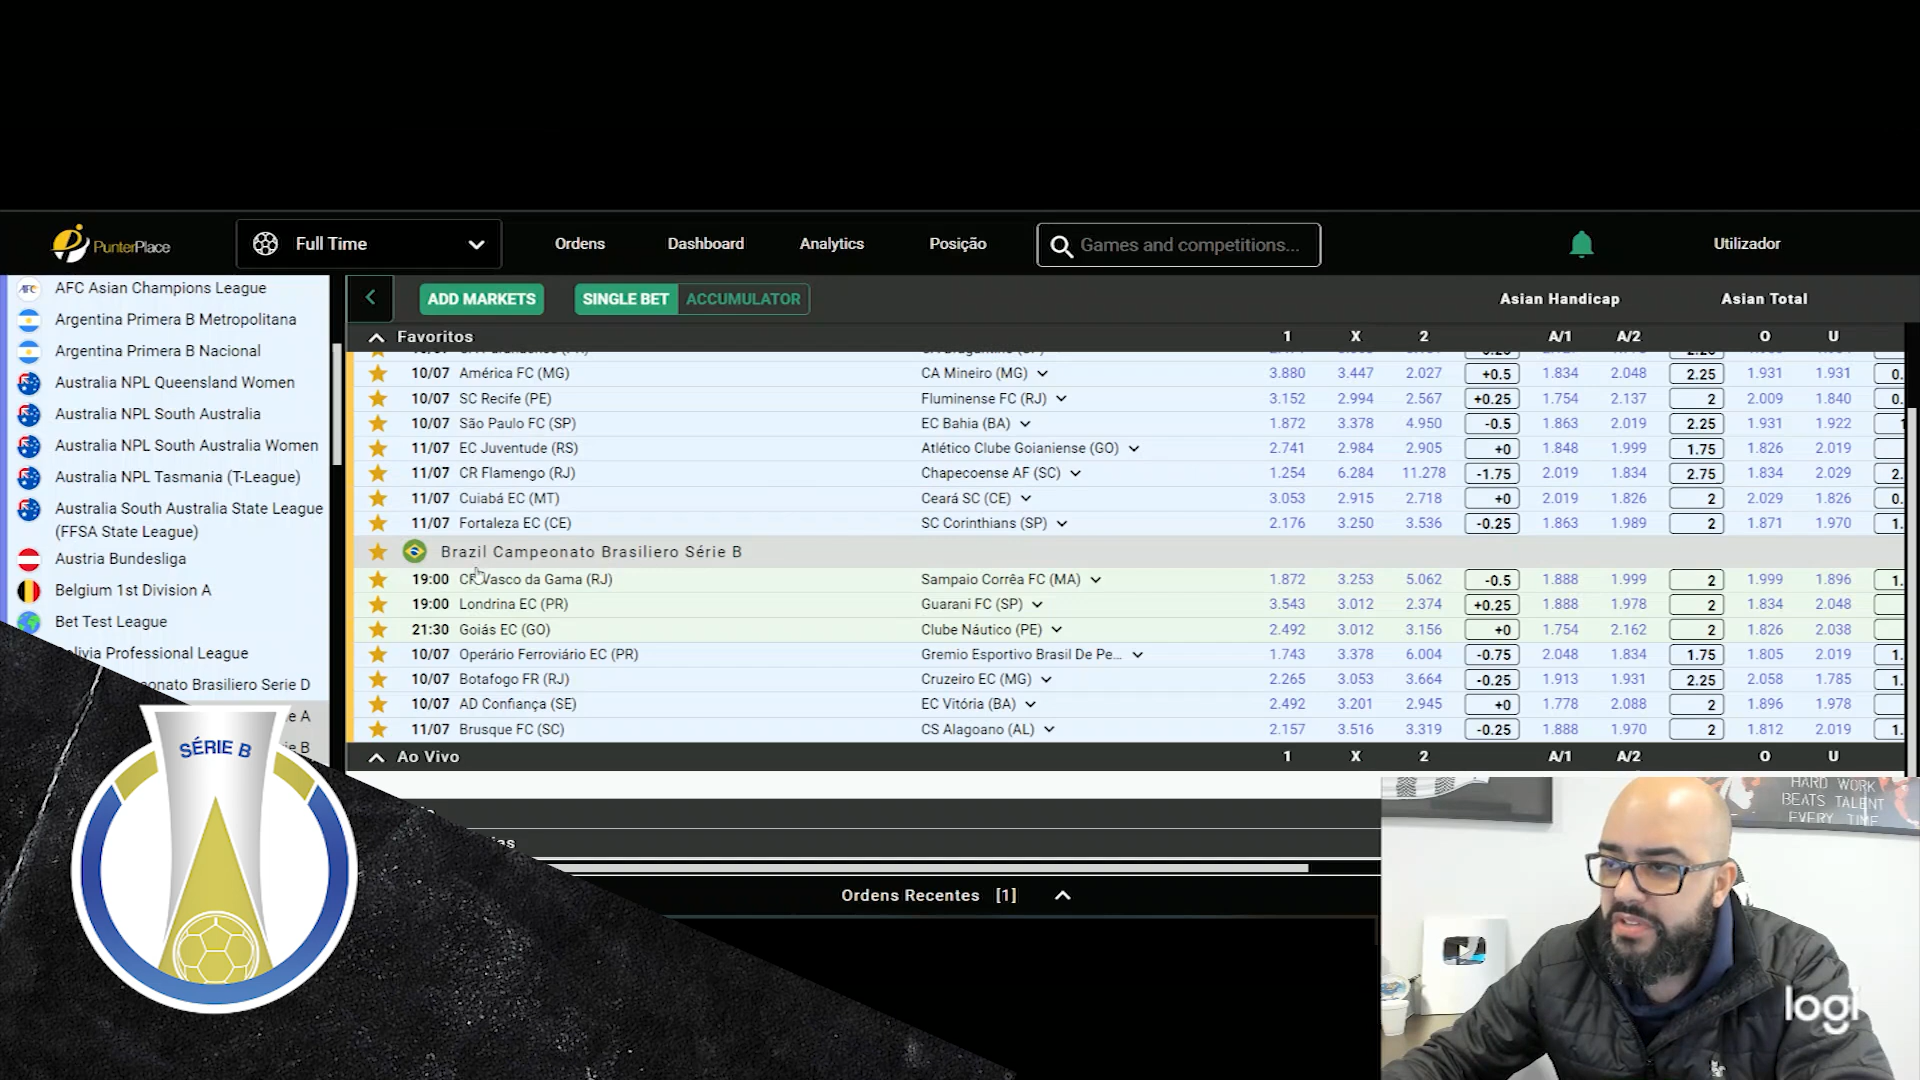 PunterPlace Full Time Ordens Dashboard Analytics Posição Games and competitions... Utilizador
ADD MARKETS SINGLE BET ACCUMULATOR Asian Handicap Asian Total
Favoritos 1 X 2 A/1 A/2 O U
AFC Asian Champions League
Argentina Primera B Metropolitana
Argentina Primera B Nacional
Australia NPL Queensland Women
Australia NPL South Australia
Australia NPL South Australia Women
Australia NPL Tasmania (T-League)
Australia South Australia State League
(FFSA State League)
Austria Bundesliga
Belgium 1st Division A
Bet Test League
livia Professional League
onato Brasiliero Serie D
e A
e B
10/07 América FC (MG) CA Mineiro (MG) 3.880 3.447 2.027 +0.5 1.834 2.048 2.25 1.931 1.931 0.
10/07 SC Recife (PE) Fluminense FC (RJ) 3.152 2.994 2.567 +0.25 1.754 2.137 2 2.009 1.840 0.
10/07 São Paulo FC (SP) EC Bahia (BA) 1.872 3.378 4.950 -0.5 1.863 2.019 2.25 1.931 1.922 1
11/07 EC Juventude (RS) Atlético Clube Goianiense (GO) 2.741 2.984 2.905 +0 1.848 1.999 1.75 1.826 2.019
11/07 CR Flamengo (RJ) Chapecoense AF (SC) 1.254 6.284 11.278 -1.75 2.019 1.834 2.75 1.834 2.029 2.
11/07 Cuiabá EC (MT) Ceará SC (CE) 3.053 2.915 2.718 +0 2.019 1.826 2 2.029 1.826 0.
11/07 Fortaleza EC (CE) SC Corinthians (SP) 2.176 3.250 3.536 -0.25 1.863 1.989 2 1.871 1.970 1.
Brazil Campeonato Brasiliero Série B
19:00 CR Vasco da Gama (RJ) Sampaio Corrêa FC (MA) 1.872 3.253 5.062 -0.5 1.888 1.999 2 1.999 1.896 1.
19:00 Londrina EC (PR) Guarani FC (SP) 3.543 3.012 2.374 +0.25 1.888 1.978 2 1.834 2.048
21:30 Goiás EC (GO) Clube Náutico (PE) 2.492 3.012 3.156 +0 1.754 2.162 2 1.826 2.038
10/07 Operário Ferroviário EC (PR) Gremio Esportivo Brasil De Pe... 1.743 3.378 6.004 -0.75 2.048 1.834 1.75 1.805 2.019 1.
10/07 Botafogo FR (RJ) Cruzeiro EC (MG) 2.265 3.053 3.664 -0.25 1.913 1.931 2.25 2.058 1.785 1.
10/07 AD Confiança (SE) EC Vitória (BA) 2.492 3.201 2.945 +0 1.778 2.088 2 1.896 1.978
11/07 Brusque FC (SC) CS Alagoano (AL) 2.157 3.516 3.319 -0.25 1.888 1.970 2 1.812 2.019 1.
Ao Vivo 1 X 2 A/1 A/2 O U
Ordens Recentes [1]
SÉRIE B
HARD WORK
BEATS TALENT
EVERY TIME
logi